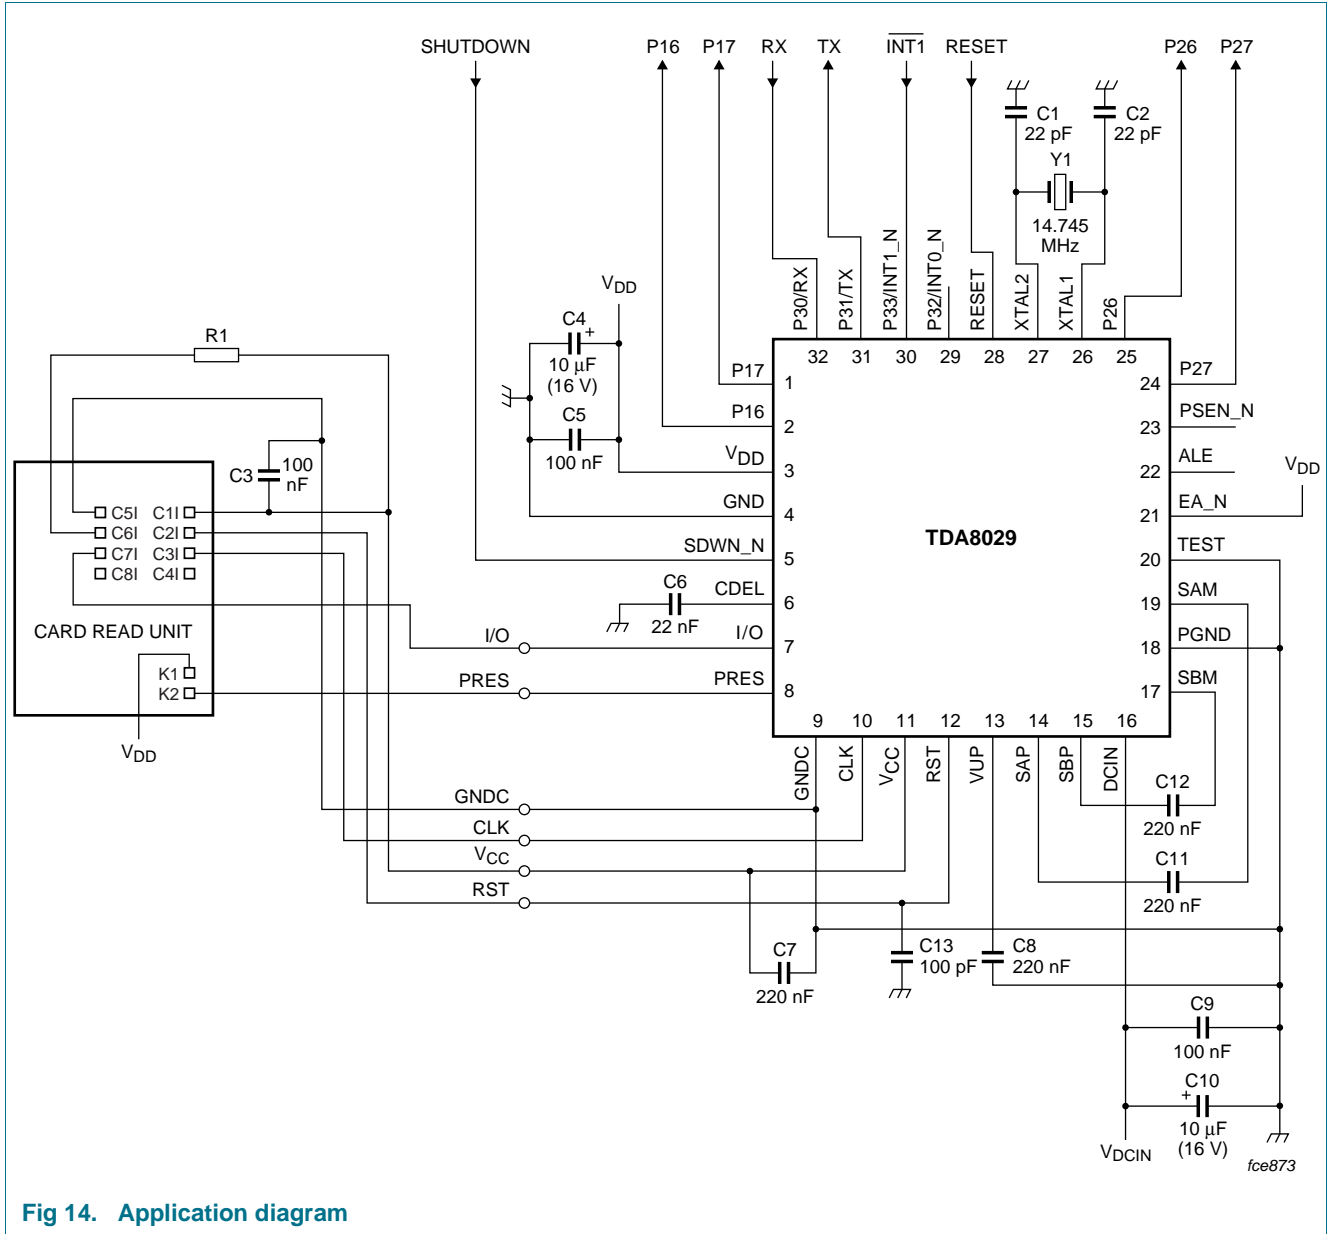 SHUTDOWN P16 P17 RX TX INT1 RESET P26 P27
C1 22 pF
C2 22 pF
Y1
14.745 MHz
P30/RX P31/TX P33/INT1_N P32/INT0_N RESET XTAL2 XTAL1 P26
32 31 30 29 28 27 26 25
VDD
C4
+
10 µF
(16 V)
C5
100 nF
R1
C3 100 nF
P17 1
P16 2
VDD 3
GND 4
SDWN_N 5
CDEL 6
I/O 7
PRES 8
C6
22 nF
I/O
PRES
TDA8029
24 P27
23 PSEN_N
22 ALE
21 EA_N
VDD
20 TEST
19 SAM
18 PGND
17 SBM
C5I C1I
C6I C2I
C7I C3I
C8I C4I
CARD READ UNIT
K1
K2
VDD
9 10 11 12 13 14 15 16
GNDC CLK VCC RST VUP SAP SBP DCIN
GNDC
CLK
VCC
RST
C12
220 nF
C11
220 nF
C7
220 nF
C13
100 pF
C8
220 nF
C9
100 nF
C10
+
10 µF
(16 V)
VDCIN
fce873
Fig 14. Application diagram